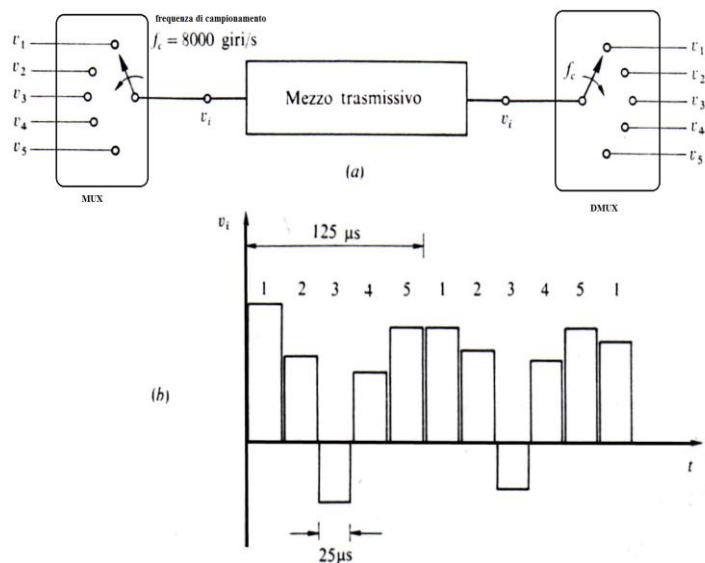 frequenza di campionamento
f_c = 8000 giri/s
v_1
v_2
v_3
v_4
v_5
v_i
Mezzo trasmissivo
v_i
f_c
v_1
v_2
v_3
v_4
v_5
MUX
(a)
DMUX
v_i
125 μs
1 2 3 4 5 1 2 3 4 5 1
(b)
t
25μs